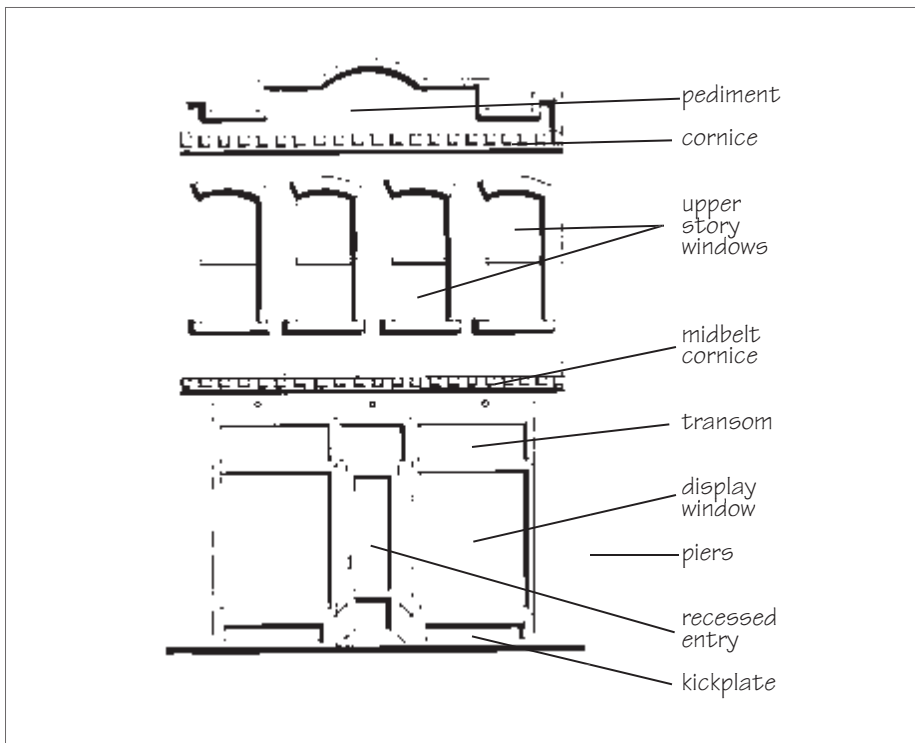 pediment
cornice
upper
story
windows
midbelt
cornice
transom
display
window
piers
recessed
entry
kickplate